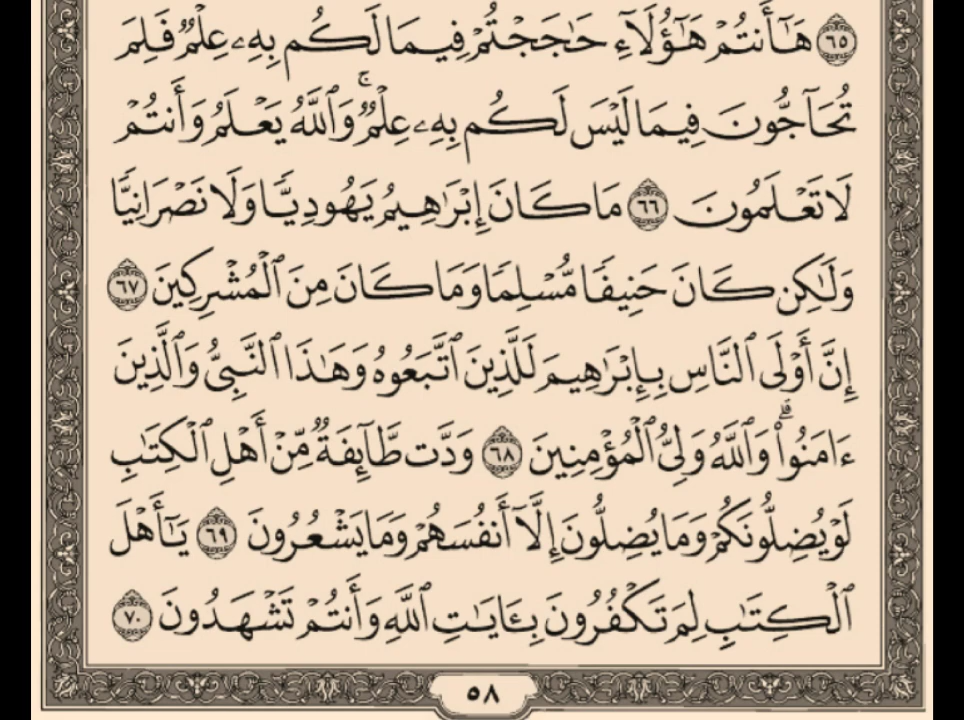 ٦٥ هَٰٓأَنتُمْ هَٰٓؤُلَآءِ حَٰجَجْتُمْ فِيمَا لَكُم بِهِۦ عِلْمٌ فَلِمَ
تُحَآجُّونَ فِيمَا لَيْسَ لَكُم بِهِۦ عِلْمٌ ۚ وَٱللَّهُ يَعْلَمُ وَأَنتُمْ
لَا تَعْلَمُونَ ٦٦ مَا كَانَ إِبْرَٰهِيمُ يَهُودِيًّا وَلَا نَصْرَانِيًّا
وَلَٰكِن كَانَ حَنِيفًا مُّسْلِمًا وَمَا كَانَ مِنَ ٱلْمُشْرِكِينَ ٦٧
إِنَّ أَوْلَى ٱلنَّاسِ بِإِبْرَٰهِيمَ لَلَّذِينَ ٱتَّبَعُوهُ وَهَٰذَا ٱلنَّبِىُّ وَٱلَّذِينَ
ءَامَنُوا۟ ۗ وَٱللَّهُ وَلِىُّ ٱلْمُؤْمِنِينَ ٦٨ وَدَّت طَّآئِفَةٌ مِّنْ أَهْلِ ٱلْكِتَٰبِ
لَوْ يُضِلُّونَكُمْ وَمَا يُضِلُّونَ إِلَّآ أَنفُسَهُمْ وَمَا يَشْعُرُونَ ٦٩ يَٰٓأَهْلَ
ٱلْكِتَٰبِ لِمَ تَكْفُرُونَ بِـَٔايَٰتِ ٱللَّهِ وَأَنتُمْ تَشْهَدُونَ ٧٠
٥٨